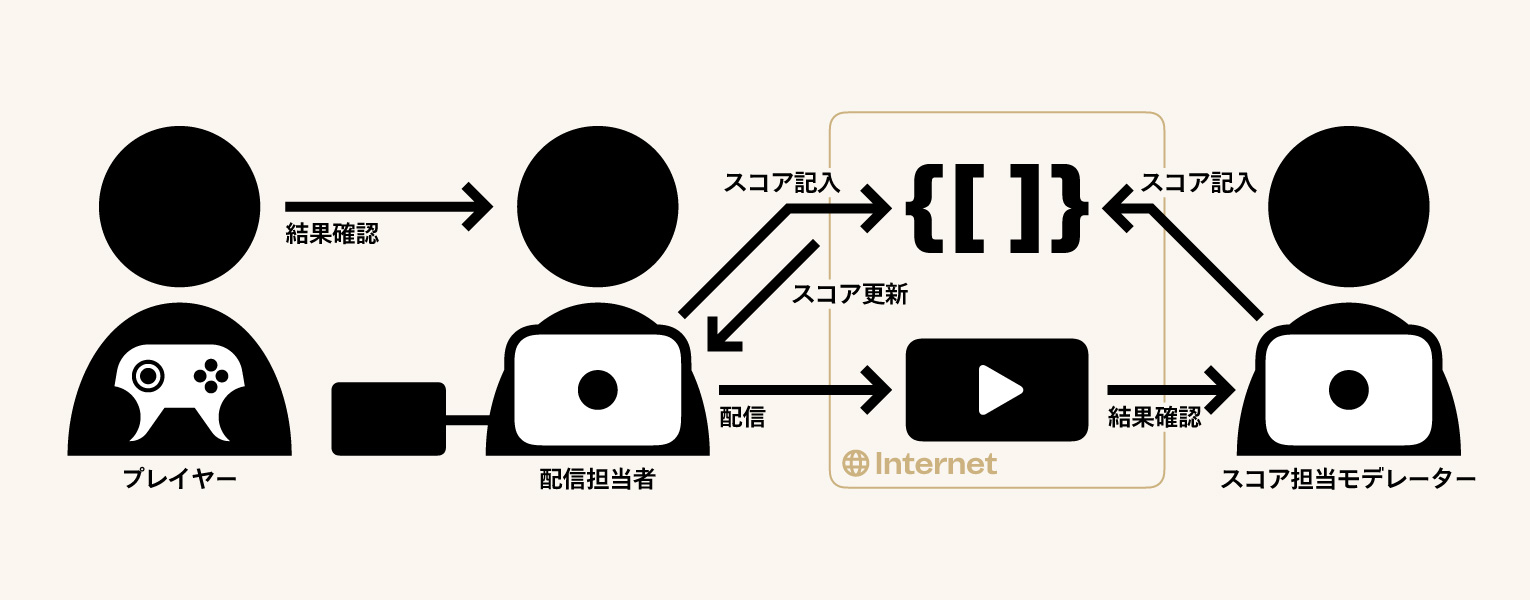 スコア記入
{[ ]}
スコア記入
結果確認
スコア更新
配信
結果確認
Internet
プレイヤー
配信担当者
スコア担当モデレーター